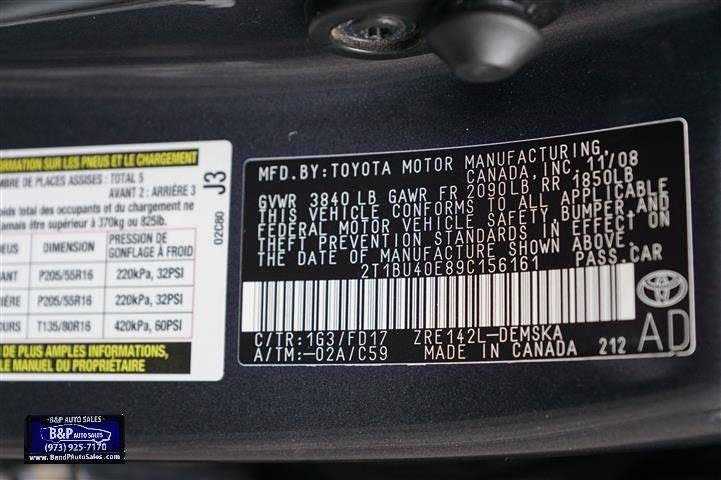 FORMATION SUR LES PNEUS ET LE CHARGEMENT
MBRE DE PLACES ASSISES : TOTAL 5
AVANT 2 : ARRIÈRE 3
poids total des occupants et du chargement ne
jamais être supérieur à 370kg ou 825lb.
NEUS DIMENSION PRESSION DE GONFLAGE À FROID
ANT P205/55R16 220kPa, 32PSI
IÈRE P205/55R16 220kPa, 32PSI
OURS T135/80R16 420kPa, 60PSI
DE PLUS AMPLES INFORMATIONS,
LE MANUEL DU PROPRIÉTAIRE
J3
02C80
MFD. BY: TOYOTA MOTOR MANUFACTURING,
CANADA, INC. 11/08
GVWR 3840 LB GAWR FR 2090LB, RR 1850LB
THIS VEHICLE CONFORMS TO ALL APPLICABLE
FEDERAL MOTOR VEHICLE SAFETY, BUMPER, AND
THEFT PREVENTION STANDARDS IN EFFECT ON
THE DATE OF MANUFACTURE SHOWN ABOVE.
2T1BU40E89C156161 PASS. CAR
C/TR: 1G3/FD17 ZRE142L-DEMSKA
A/TM: -02A/C59 MADE IN CANADA 212
AD
B&P AUTO SALES
B&P AUTO SALES
(973) 925-7170
www.BandPAutoSales.com